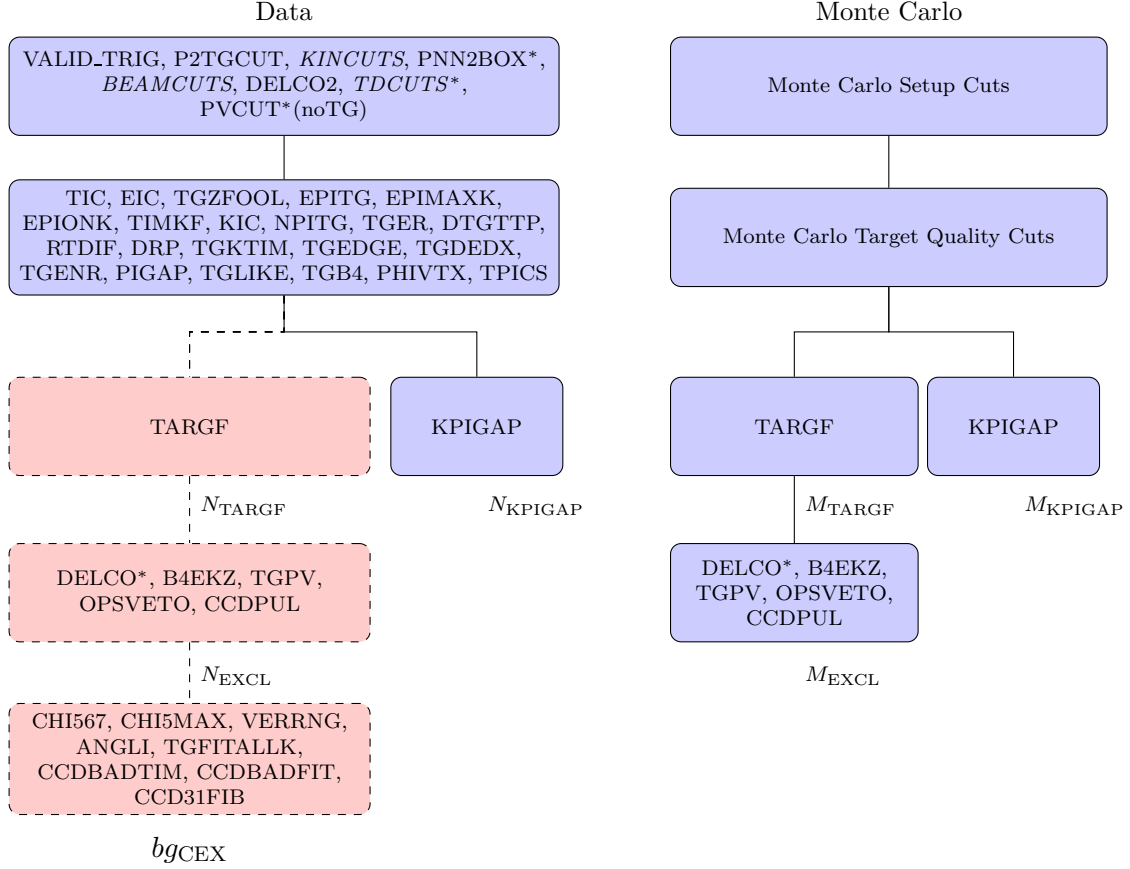 Data
VALID_TRIG, P2TGCUT, KINCUTS, PNN2BOX*,
BEAMCUTS, DELCO2, TDCUTS*,
PVCUT*(noTG)
TIC, EIC, TGZFOOL, EPITG, EPIMAXK,
EPIONK, TIMKF, KIC, NPITG, TGER, DTGTTP,
RTDIF, DRP, TGKTIM, TGEDGE, TGDEDX,
TGENR, PIGAP, TGLIKE, TGB4, PHIVTX, TPICS
TARGF
KPIGAP
N_TARGF
N_KPIGAP
DELCO*, B4EKZ, TGPV,
OPSVETO, CCDPUL
N_EXCL
CHI567, CHI5MAX, VERRNG,
ANGLI, TGFITALLK,
CCDBADTIM, CCDBADFIT,
CCD31FIB
bg_CEX
Monte Carlo
Monte Carlo Setup Cuts
Monte Carlo Target Quality Cuts
TARGF
KPIGAP
M_TARGF
M_KPIGAP
DELCO*, B4EKZ,
TGPV, OPSVETO,
CCDPUL
M_EXCL